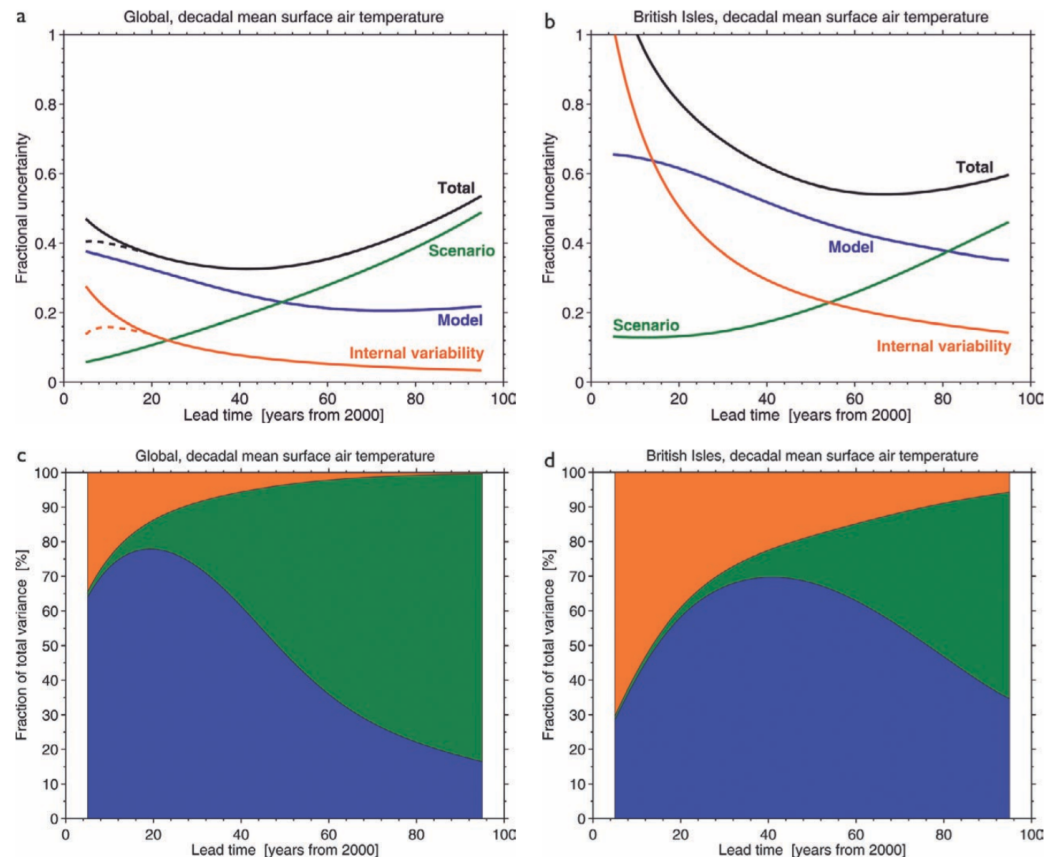 a
Global, decadal mean surface air temperature
1
0.8
0.6
0.4
0.2
0
Fractional uncertainty
Total
Scenario
Model
Internal variability
0 20 40 60 80 100
Lead time [years from 2000]
b
British Isles, decadal mean surface air temperature
1
0.8
0.6
0.4
0.2
0
Fractional uncertainty
Total
Model
Scenario
Internal variability
0 20 40 60 80 100
Lead time [years from 2000]
c
Global, decadal mean surface air temperature
100
90
80
70
60
50
40
30
20
10
0
Fraction of total variance [%]
0 20 40 60 80 100
Lead time [years from 2000]
d
British Isles, decadal mean surface air temperature
100
90
80
70
60
50
40
30
20
10
0
Fraction of total variance [%]
0 20 40 60 80 100
Lead time [years from 2000]